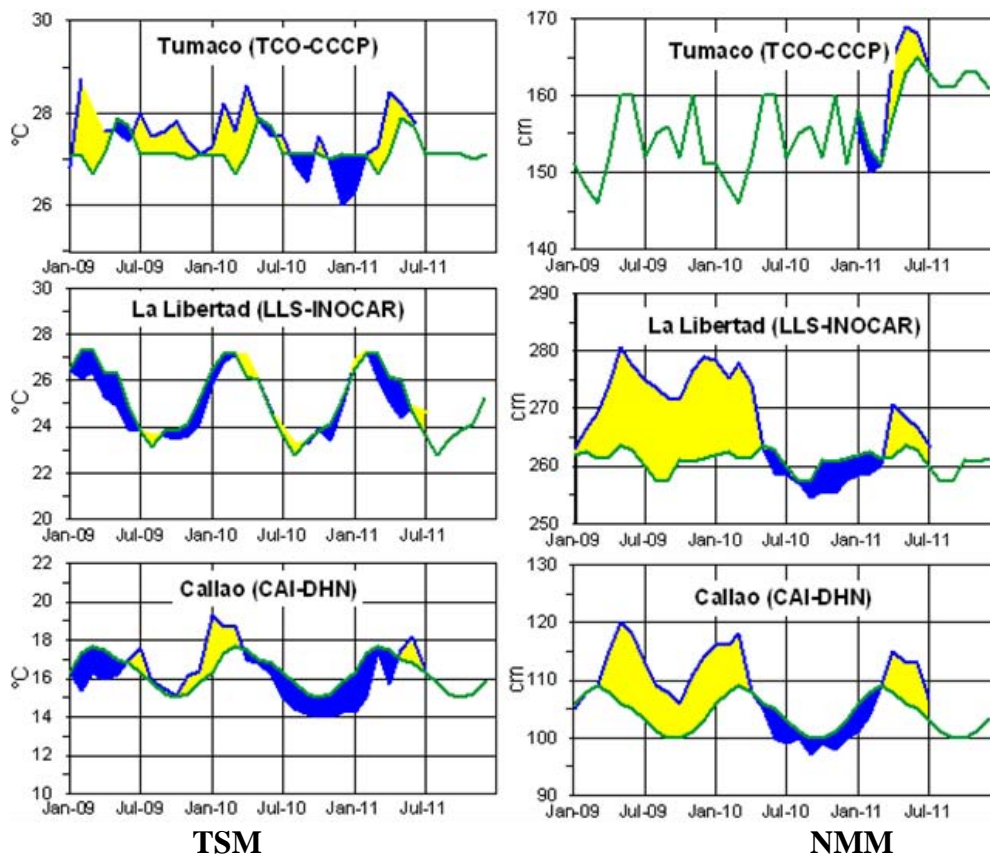 Tumaco (TCO-CCCP)
°C
30
28
26
Jan-09 Jul-09 Jan-10 Jul-10 Jan-11 Jul-11
Tumaco (TCO-CCCP)
cm
170
160
150
140
Jan-09 Jul-09 Jan-10 Jul-10 Jan-11 Jul-11
La Libertad (LLS-INOCAR)
°C
30
28
26
24
22
20
Jan-09 Jul-09 Jan-10 Jul-10 Jan-11 Jul-11
La Libertad (LLS-INOCAR)
cm
290
280
270
260
250
Jan-09 Jul-09 Jan-10 Jul-10 Jan-11 Jul-11
Callao (CAI-DHN)
°C
22
20
18
16
14
12
10
Jan-09 Jul-09 Jan-10 Jul-10 Jan-11 Jul-11
Callao (CAI-DHN)
cm
130
120
110
100
90
Jan-09 Jul-09 Jan-10 Jul-10 Jan-11 Jul-11
TSM
NMM